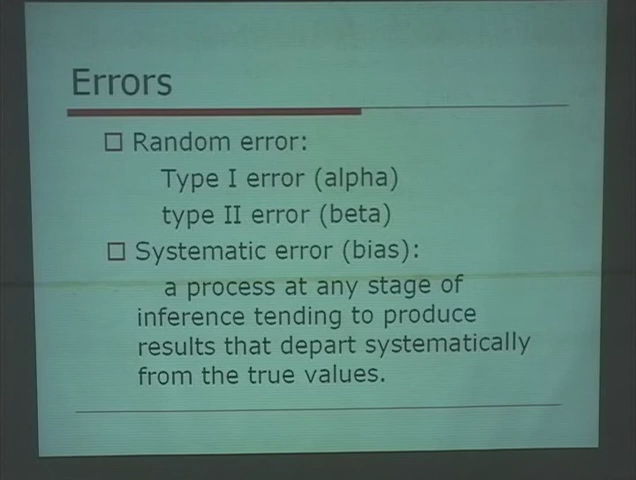 Errors
Random error:
Type I error (alpha)
type II error (beta)
Systematic error (bias):
a process at any stage of
inference tending to produce
results that depart systematically
from the true values.